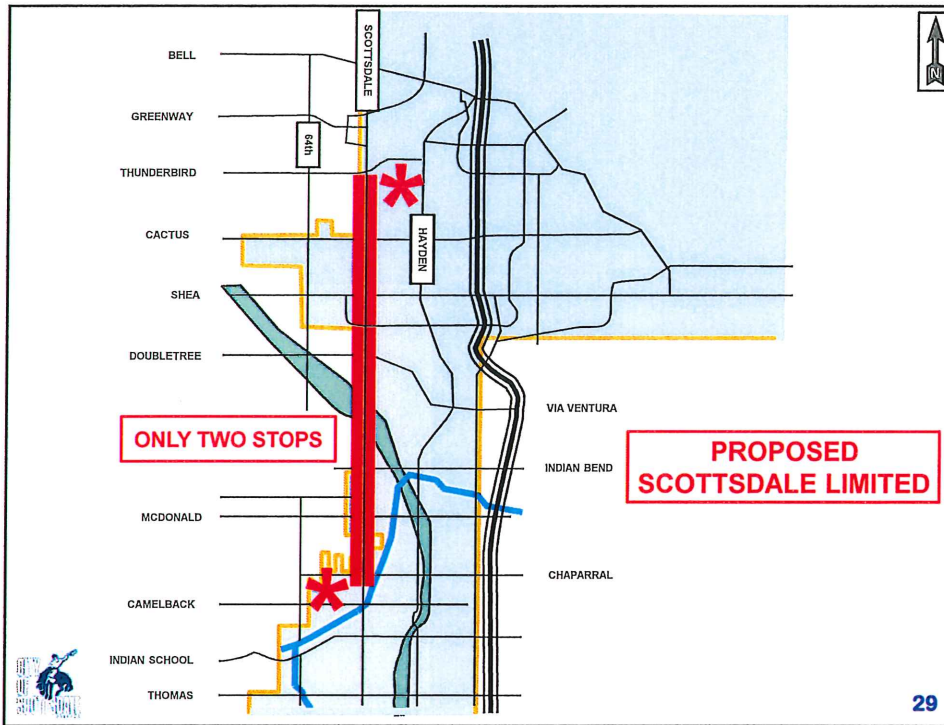 SCOTTSDALE
N
BELL
GREENWAY
64th
THUNDERBIRD
*
CACTUS
HAYDEN
SHEA
DOUBLETREE
VIA VENTURA
ONLY TWO STOPS
PROPOSED
SCOTTSDALE LIMITED
INDIAN BEND
MCDONALD
CHAPARRAL
*
CAMELBACK
INDIAN SCHOOL
THOMAS
29